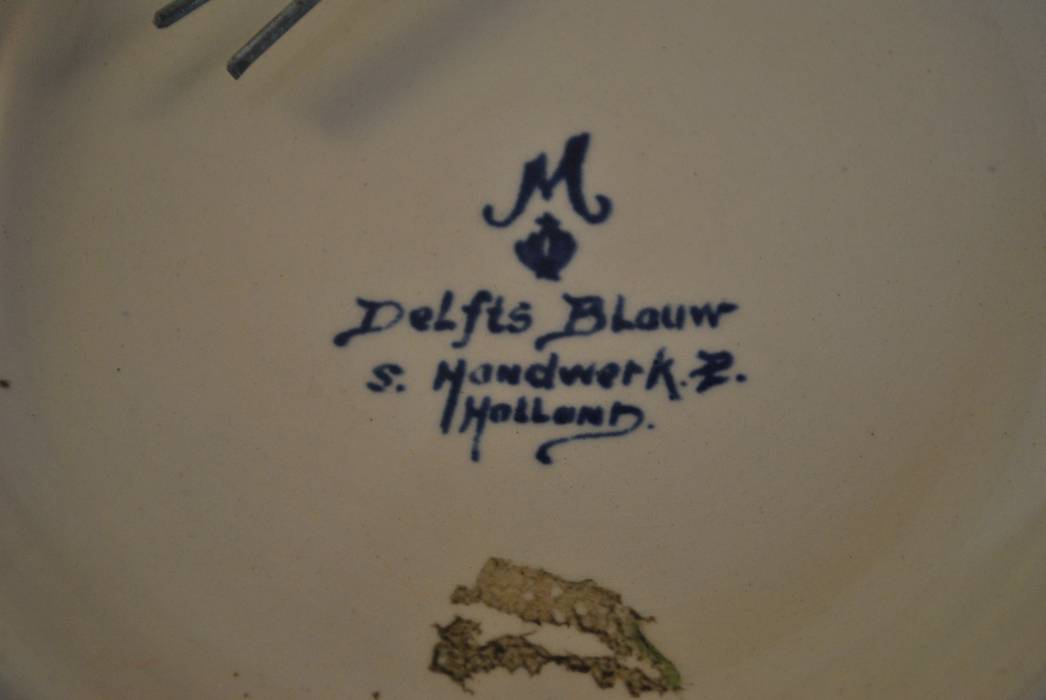 M
Delfts Blauw
s. Handwerk. Z.
Holland.